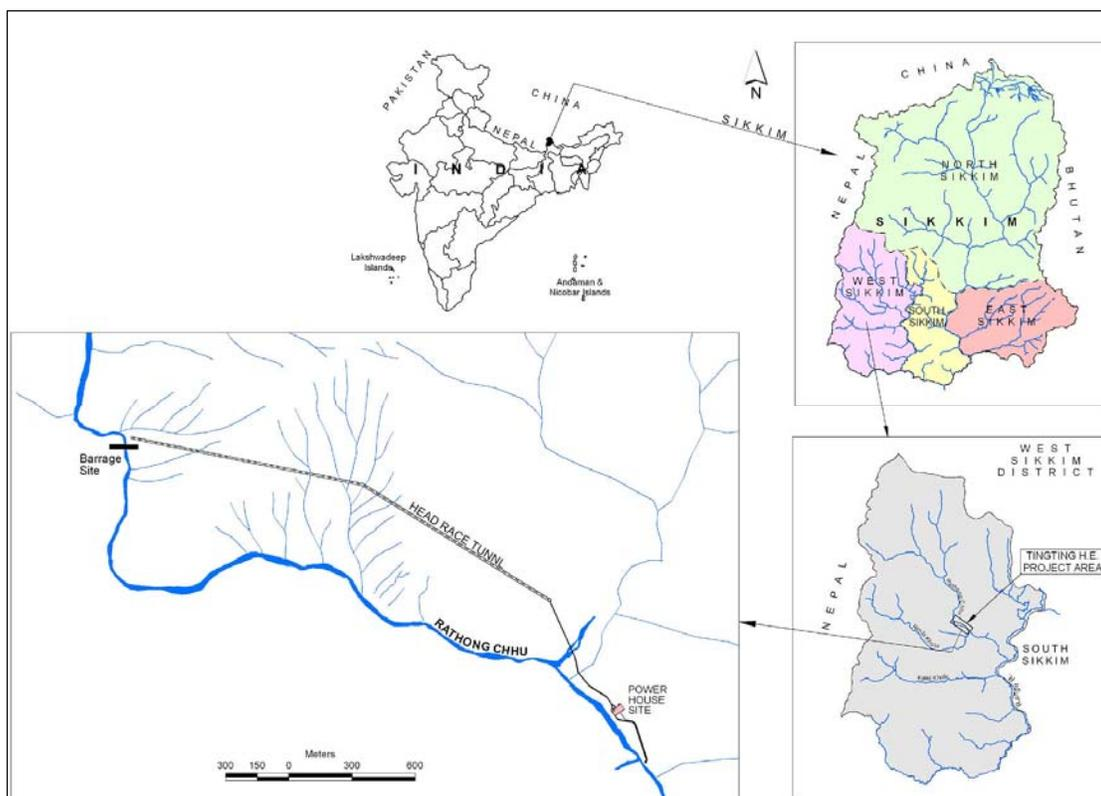 PAKISTAN
CHINA
NEPAL
INDIA
Lakshwadeep
Islands
Andaman &
Nicobar Islands
N
SIKKIM
CHINA
NEPAL
BHUTAN
NORTH
SIKKIM
SIKKIM
WEST
SIKKIM
SOUTH
SIKKIM
EAST
SIKKIM
Barrage
Site
HEAD RACE TUNNL
RATHONG CHHU
POWER
HOUSE
SITE
Meters
300 150 0 300 600
WEST
SIKKIM
DISTRICT
TINGTING H.E.
PROJECT AREA
NEPAL
SOUTH
SIKKIM